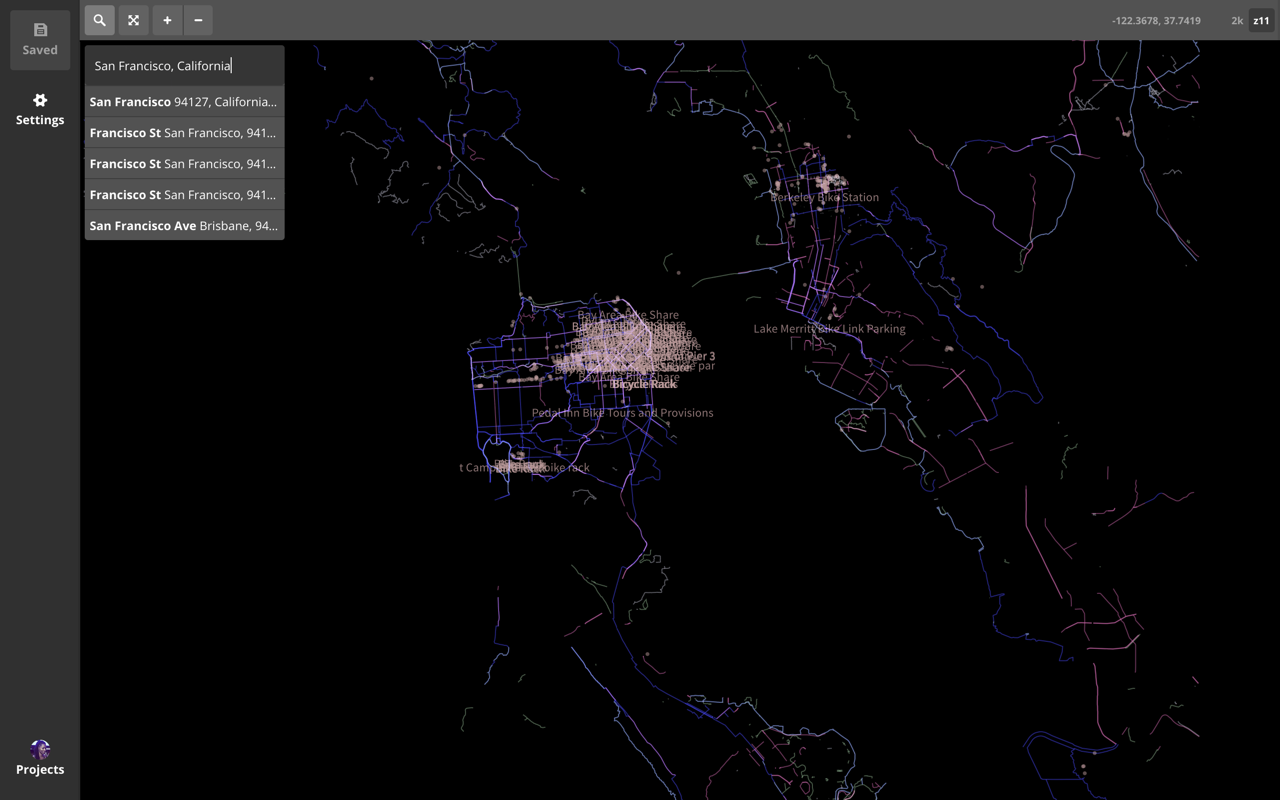 Saved
Settings
Projects
-122.3678, 37.7419
2k
z11
San Francisco, California
San Francisco 94127, California...
Francisco St San Francisco, 941...
Francisco St San Francisco, 941...
Francisco St San Francisco, 941...
San Francisco Ave Brisbane, 94...
Berkeley Bike Station
Bay Area Bike Share
Lake Merritt Bike Link Parking
Pier 3
Bay Area Bike Share
Bicycle Rack
Pedal Inn Bike Tours and Provisions
t Camp
bike rack